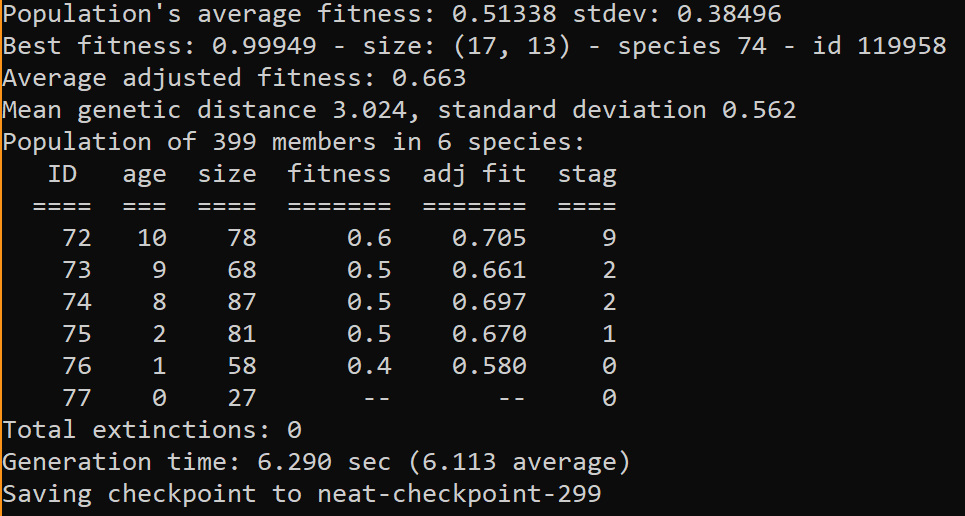 Population's average fitness: 0.51338 stdev: 0.38496
Best fitness: 0.99949 - size: (17, 13) - species 74 - id 119958
Average adjusted fitness: 0.663
Mean genetic distance 3.024, standard deviation 0.562
Population of 399 members in 6 species:
   ID   age  size  fitness  adj fit  stag
  ====  ===  ====  =======  =======  ====
    72   10    78      0.6    0.705     9
    73    9    68      0.5    0.661     2
    74    8    87      0.5    0.697     2
    75    2    81      0.5    0.670     1
    76    1    58      0.4    0.580     0
    77    0    27       --       --     0
Total extinctions: 0
Generation time: 6.290 sec (6.113 average)
Saving checkpoint to neat-checkpoint-299